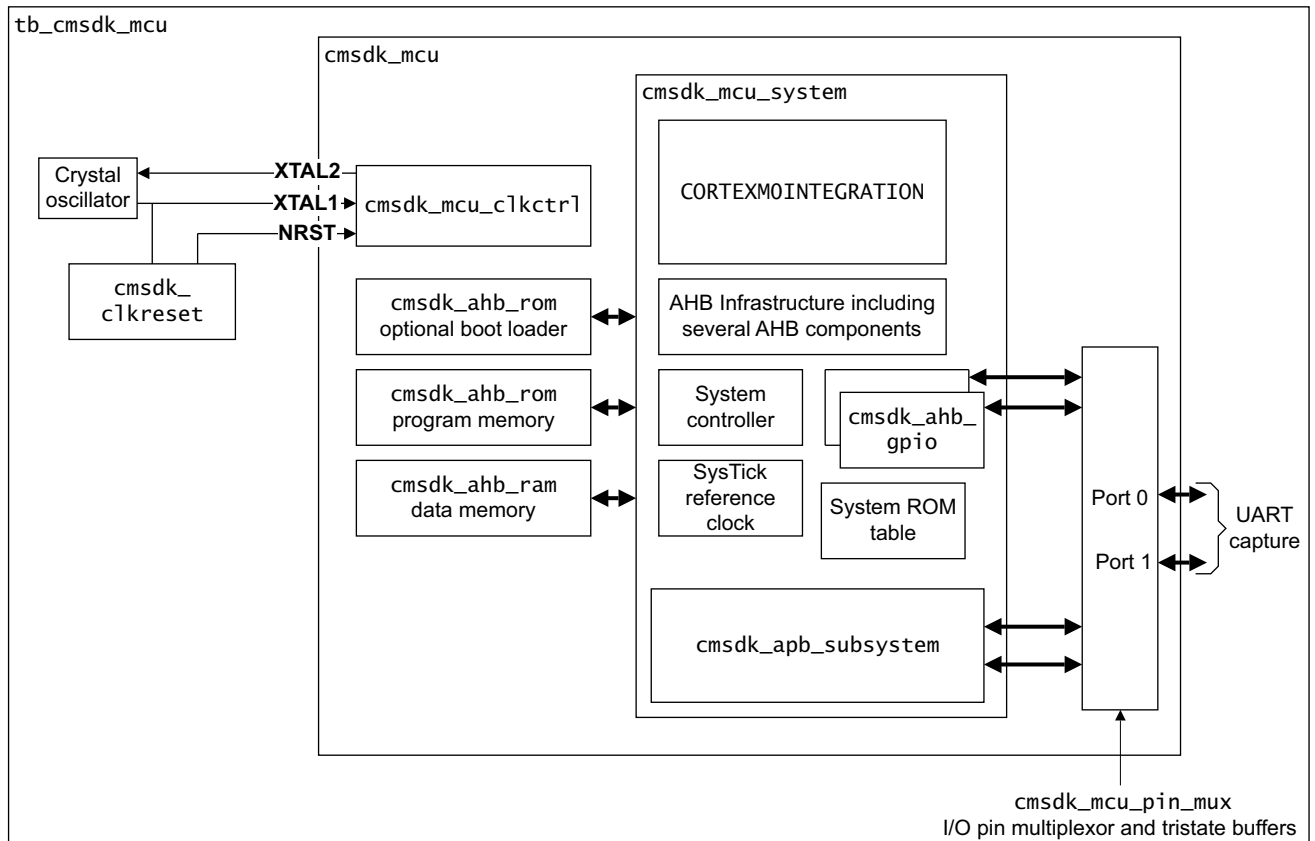 tb_cmsdk_mcu
cmsdk_mcu
cmsdk_mcu_system
CORTEXM0INTEGRATION
Crystal
oscillator
XTAL2
XTAL1
NRST
cmsdk_mcu_clkctrl
cmsdk_
clkreset
cmsdk_ahb_rom
optional boot loader
AHB Infrastructure including
several AHB components
cmsdk_ahb_rom
program memory
System
controller
cmsdk_ahb_
gpio
cmsdk_ahb_ram
data memory
SysTick
reference
clock
System ROM
table
Port 0
Port 1
UART
capture
cmsdk_apb_subsystem
cmsdk_mcu_pin_mux
I/O pin multiplexor and tristate buffers